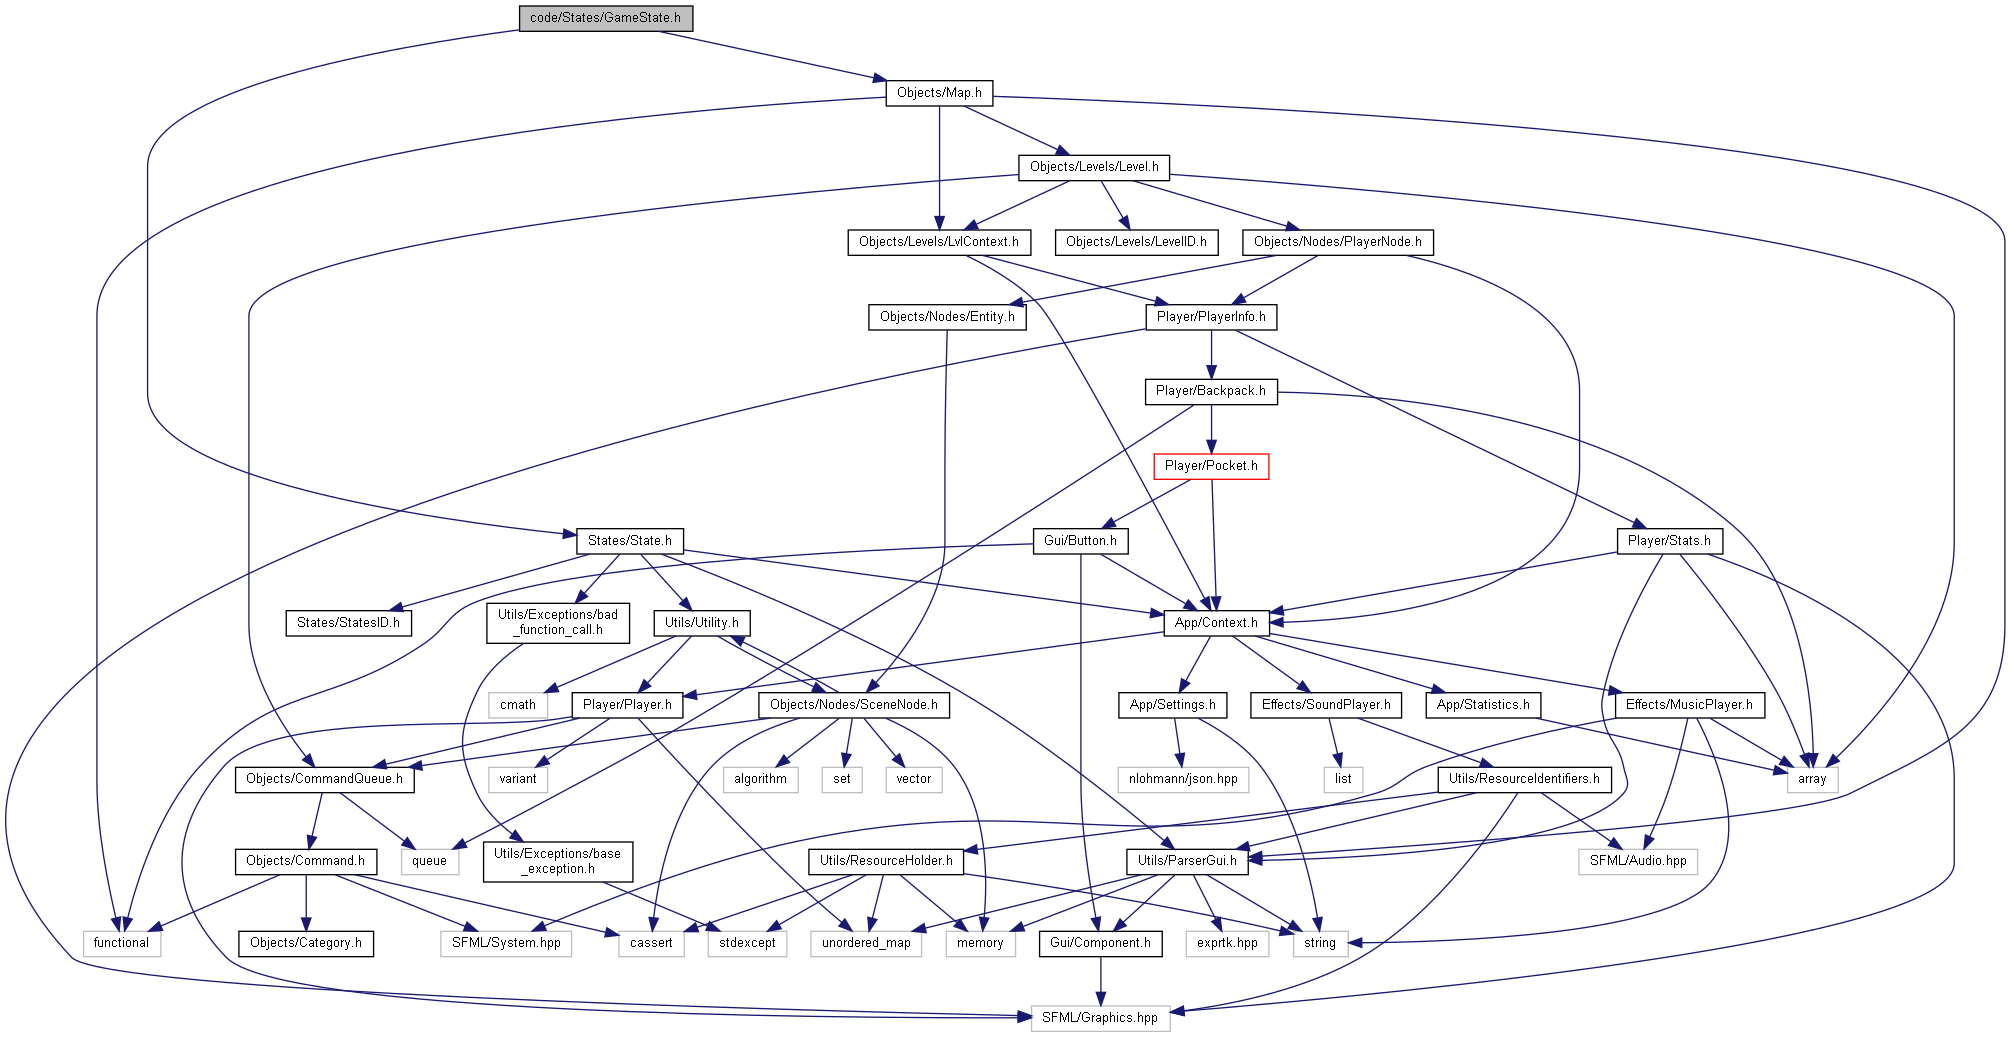 code/States/GameState.h
Objects/Map.h
Objects/Levels/Level.h
Objects/Levels/LvlContext.h
Objects/Levels/LevelID.h
Objects/Nodes/PlayerNode.h
Objects/Nodes/Entity.h
Player/PlayerInfo.h
Player/Backpack.h
Player/Pocket.h
States/State.h
Gui/Button.h
Player/Stats.h
States/StatesID.h
Utils/Exceptions/bad
_function_call.h
Utils/Utility.h
App/Context.h
cmath
Player/Player.h
Objects/Nodes/SceneNode.h
App/Settings.h
Effects/SoundPlayer.h
App/Statistics.h
Effects/MusicPlayer.h
Objects/CommandQueue.h
variant
algorithm
set
vector
nlohmann/json.hpp
list
Utils/ResourceIdentifiers.h
array
Objects/Command.h
queue
Utils/Exceptions/base
_exception.h
Utils/ResourceHolder.h
Utils/ParserGui.h
SFML/Audio.hpp
functional
Objects/Category.h
SFML/System.hpp
cassert
stdexcept
unordered_map
memory
Gui/Component.h
exprtk.hpp
string
SFML/Graphics.hpp